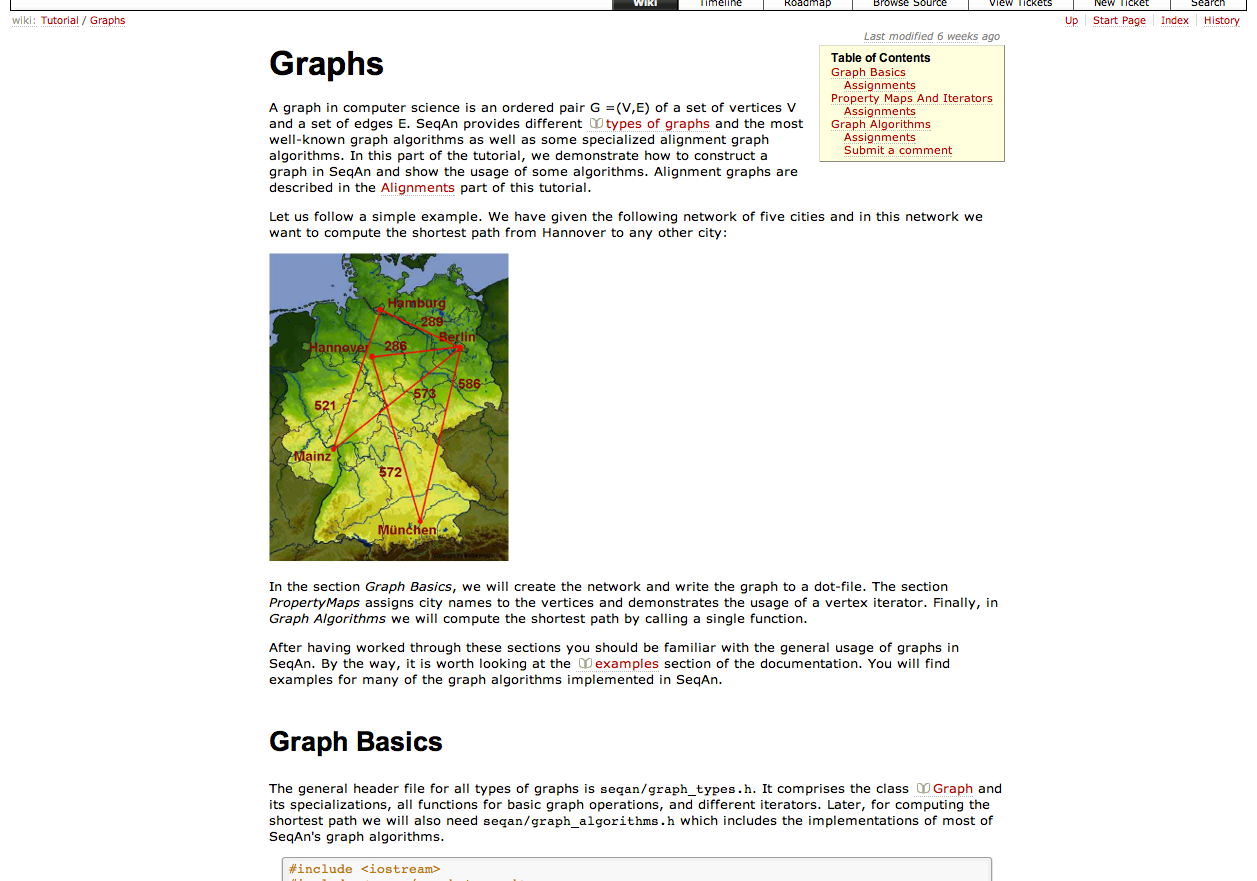 Wiki Timeline Roadmap Browse Source View Tickets New Ticket Search
wiki: Tutorial / Graphs
Up Start Page Index History
Last modified 6 weeks ago
Graphs
Table of Contents
Graph Basics
Assignments
Property Maps And Iterators
Assignments
Graph Algorithms
Assignments
Submit a comment
A graph in computer science is an ordered pair G =(V,E) of a set of vertices V
and a set of edges E. SeqAn provides different types of graphs and the most
well-known graph algorithms as well as some specialized alignment graph
algorithms. In this part of the tutorial, we demonstrate how to construct a
graph in SeqAn and show the usage of some algorithms. Alignment graphs are
described in the Alignments part of this tutorial.
Let us follow a simple example. We have given the following network of five cities and in this network we
want to compute the shortest path from Hannover to any other city:
Hamburg
289
Berlin
Hannover 286
586
573
521
Mainz
572
München
In the section Graph Basics, we will create the network and write the graph to a dot-file. The section
PropertyMaps assigns city names to the vertices and demonstrates the usage of a vertex iterator. Finally, in
Graph Algorithms we will compute the shortest path by calling a single function.
After having worked through these sections you should be familiar with the general usage of graphs in
SeqAn. By the way, it is worth looking at the examples section of the documentation. You will find
examples for many of the graph algorithms implemented in SeqAn.
Graph Basics
The general header file for all types of graphs is seqan/graph_types.h. It comprises the class Graph and
its specializations, all functions for basic graph operations, and different iterators. Later, for computing the
shortest path we will also need seqan/graph_algorithms.h which includes the implementations of most of
SeqAn's graph algorithms.
#include <iostream>